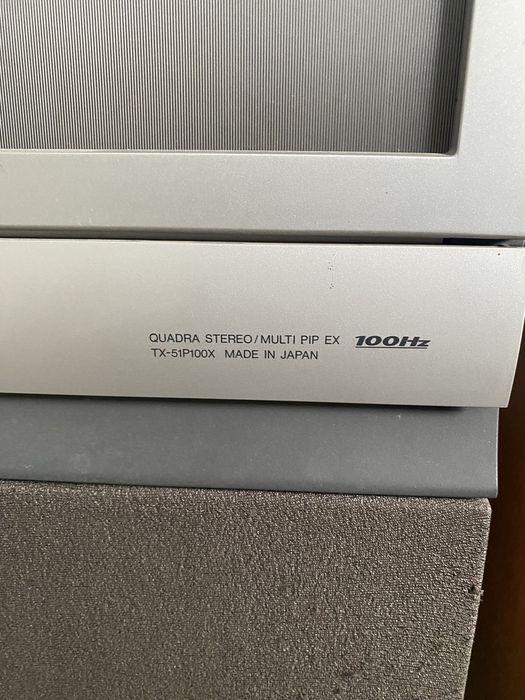 QUADRA STEREO/MULTI PIP EX 100Hz
TX-51P100X MADE IN JAPAN